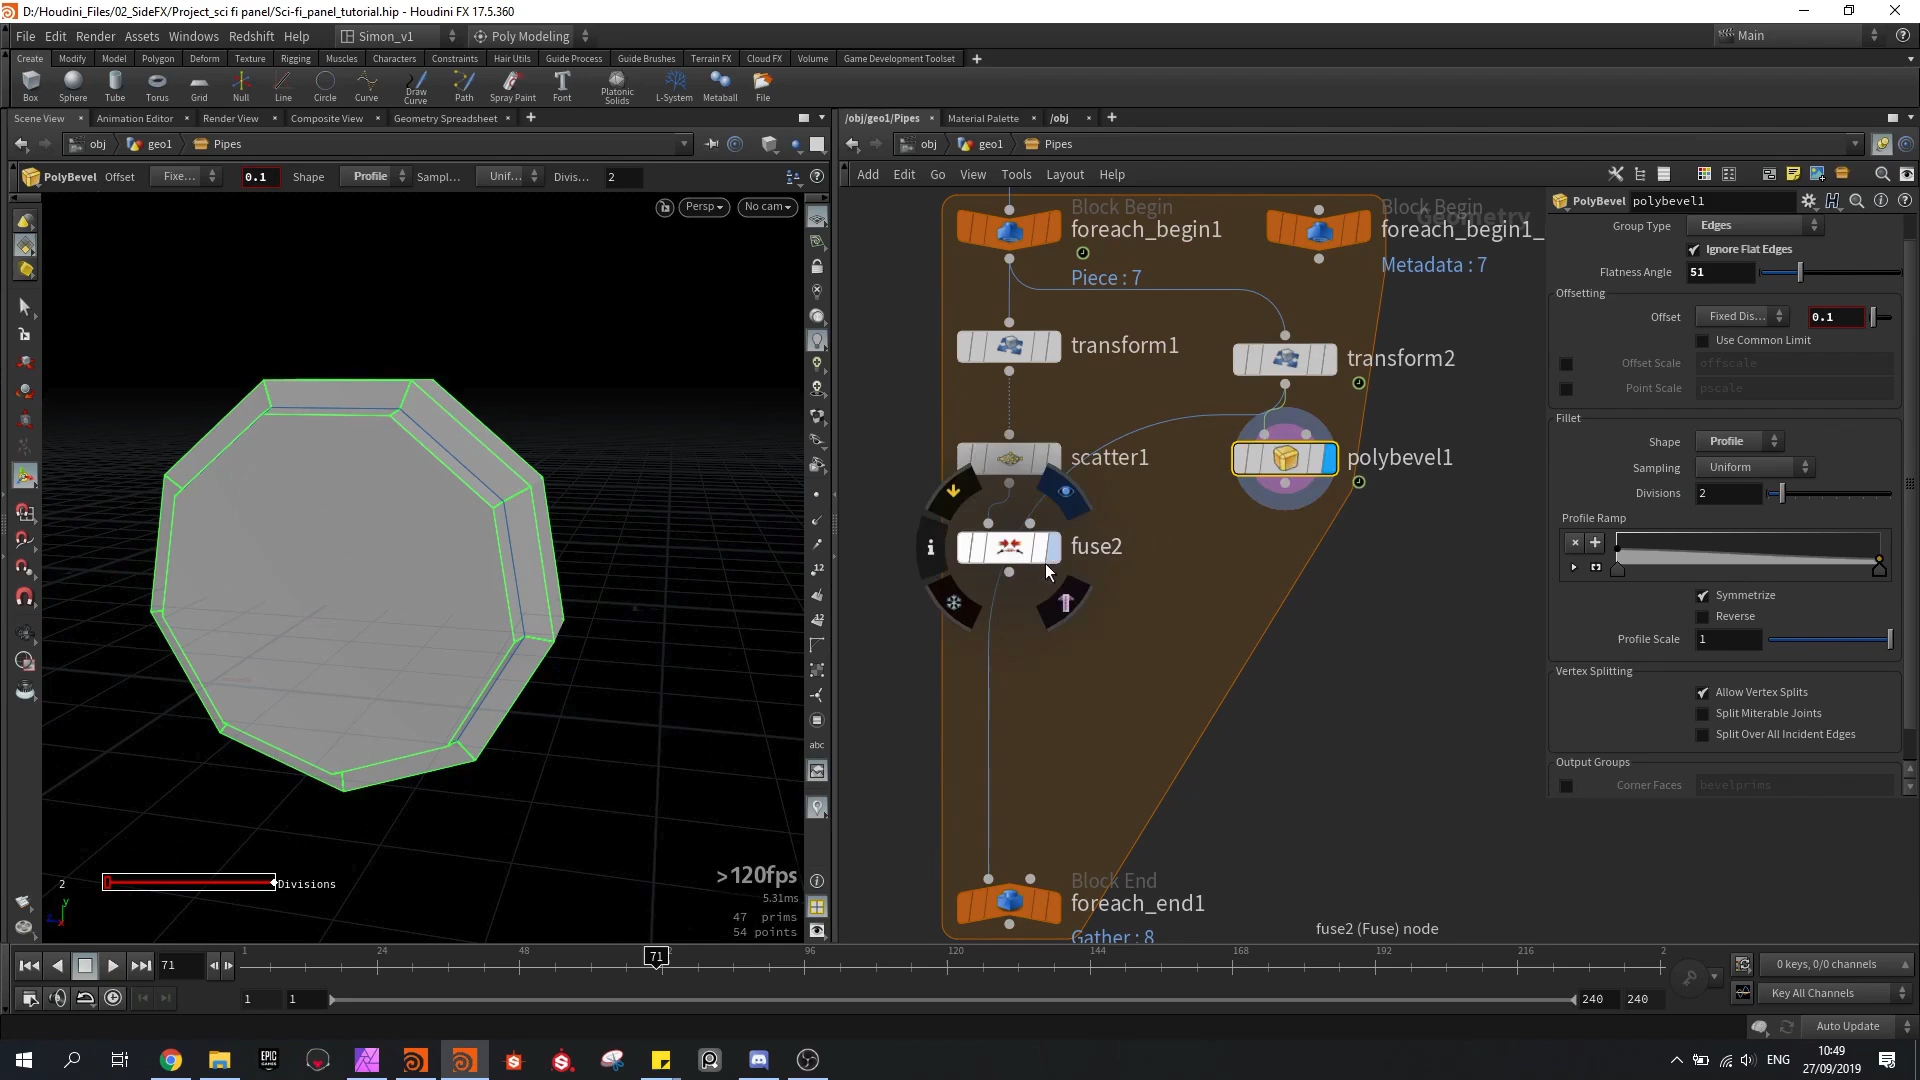 D:/Houdini_Files/02_SideFX/Project_sci fi panel/Sci-fi_panel_tutorial.hip - Houdini FX 17.5.360
File Edit Render Assets Windows Redshift Help Simon_v1 Poly Modeling Main
Create Modify Model Polygon Deform Texture Rigging Muscles Characters Constraints Hair Utils Guide Process Guide Brushes Terrain FX Cloud FX Volume Game Development Toolset
Box Sphere Tube Torus Grid Null Line Circle Curve Draw Curve Path Spray Paint Font Platonic Solids L-System Metaball File
Scene View Animation Editor Render View Composite View Geometry Spreadsheet /obj/geo1/Pipes Material Palette /obj
obj geo1 Pipes obj geo1 Pipes
PolyBevel Offset Fixe... 0.1 Shape Profile Sampl... Unif... Divis... 2
Add Edit Go View Tools Layout Help
Persp No cam
PolyBevel polybevel1
Block Begin
foreach_begin1
Piece : 7
Block Begin
foreach_begin1_
Geometry
Metadata : 7
transform1
transform2
scatter1
polybevel1
fuse2
Block End
foreach_end1
Gather : 8
fuse2 (Fuse) node
Group Type Edges
Ignore Flat Edges
Flatness Angle 51
Offsetting
Offset Fixed Dis... 0.1
Use Common Limit
Offset Scale offscale
Point Scale pscale
Fillet
Shape Profile
Sampling Uniform
Divisions 2
Profile Ramp
Symmetrize
Reverse
Profile Scale 1
Vertex Splitting
Allow Vertex Splits
Split Miterable Joints
Split Over All Incident Edges
Output Groups
Corner Faces bevelprims
12
12
abc
2 Divisions
>120fps
5.31ms
47 prims
54 points
y
z x
71 1 24 48 71 96 120 144 168 192 216 2
0 keys, 0/0 channels
1 1 240 240 Key All Channels
Auto Update
EPIC GAMES
ENG
10:49
27/09/2019